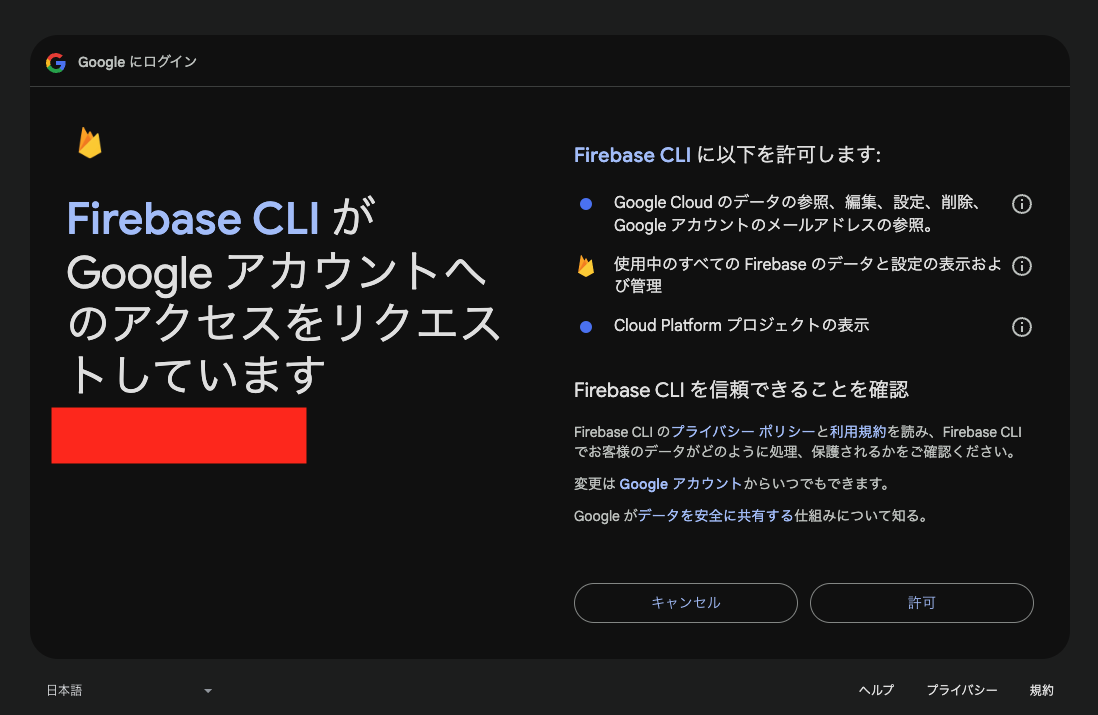 Google にログイン
Firebase CLI が
Google アカウントへ
のアクセスをリクエス
トしています
Firebase CLI に以下を許可します:
Google Cloud のデータの参照、編集、設定、削除、
Google アカウントのメールアドレスの参照。
使用中のすべての Firebase のデータと設定の表示およ
び管理
Cloud Platform プロジェクトの表示
Firebase CLI を信頼できることを確認
Firebase CLI のプライバシー ポリシーと利用規約を読み、Firebase CLI
でお客様のデータがどのように処理、保護されるかをご確認ください。
変更は Google アカウントからいつでもできます。
Google がデータを安全に共有する仕組みについて知る。
キャンセル
許可
日本語
ヘルプ
プライバシー
規約